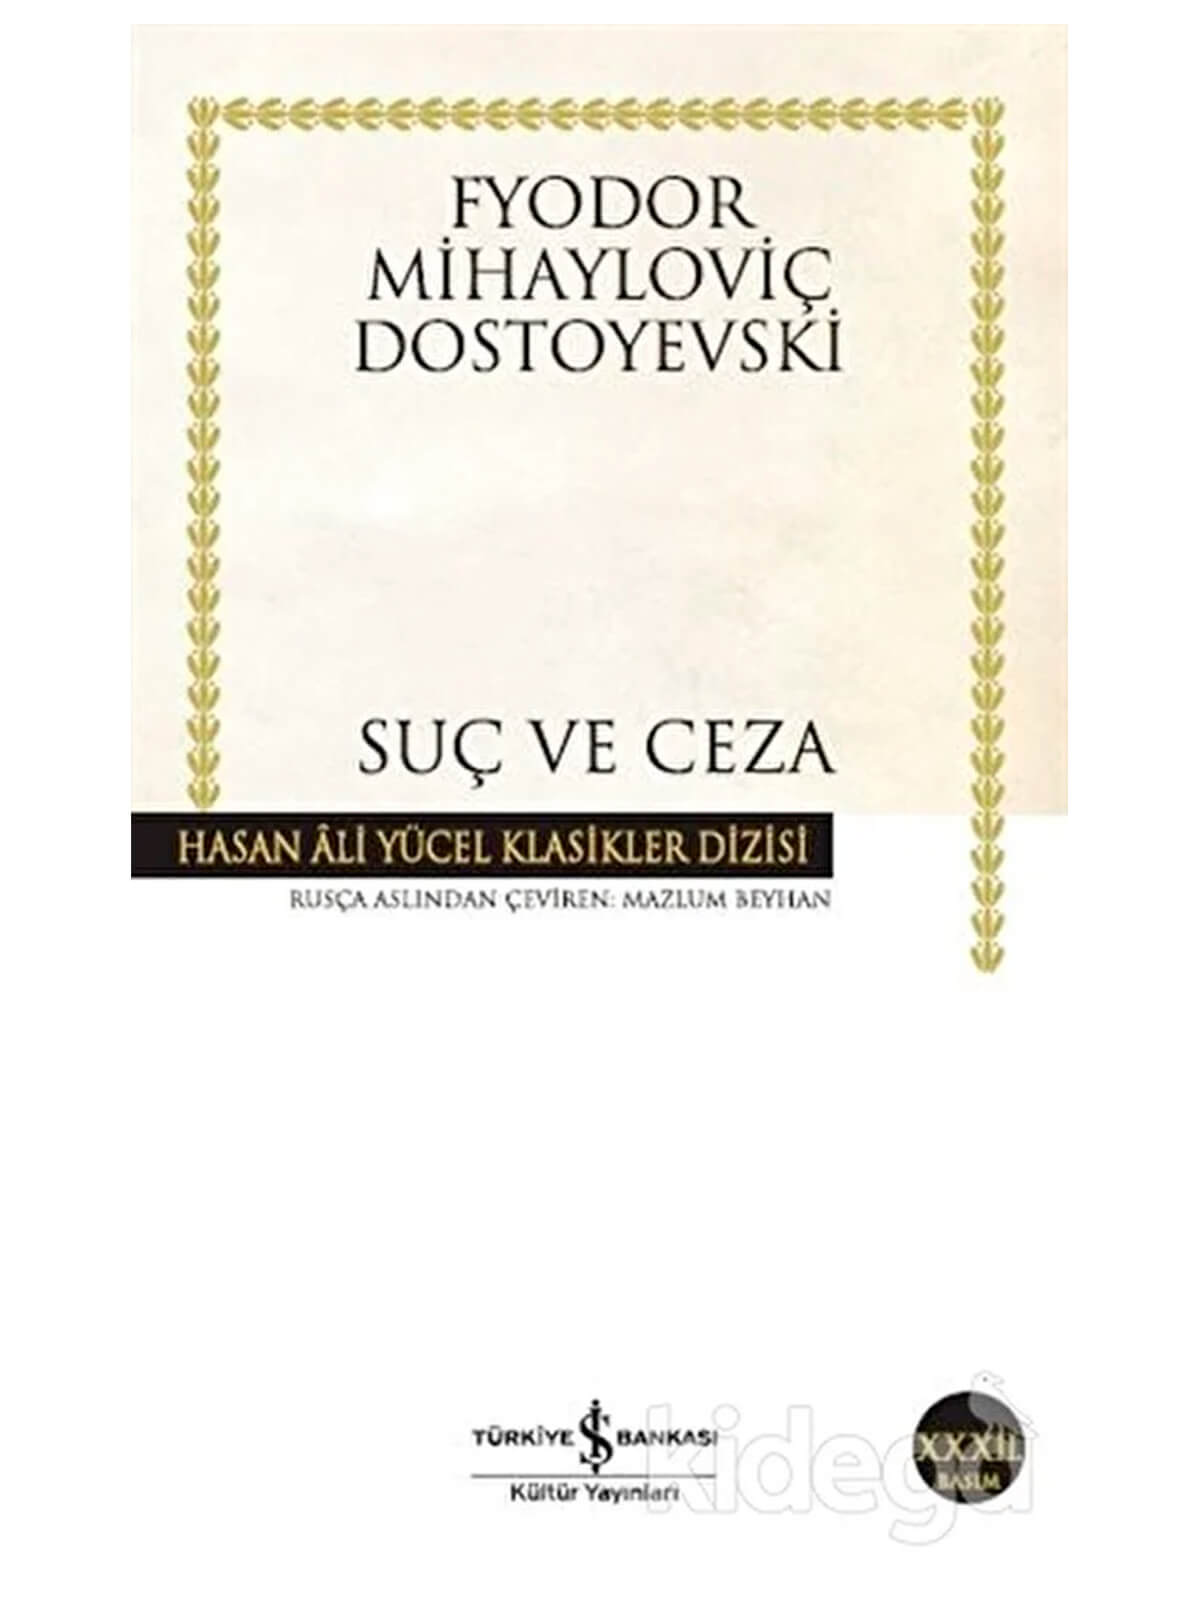 FYODOR
MİHAYLOVİÇ
DOSTOYEVSKİ
SUÇ VE CEZA
HASAN ÂLİ YÜCEL KLASİKLER DİZİSİ
RUSÇA ASLINDAN ÇEVİREN: MAZLUM BEYHAN
TÜRKİYE İŞ BANKASI
Kültür Yayınları
kidega
BASIM